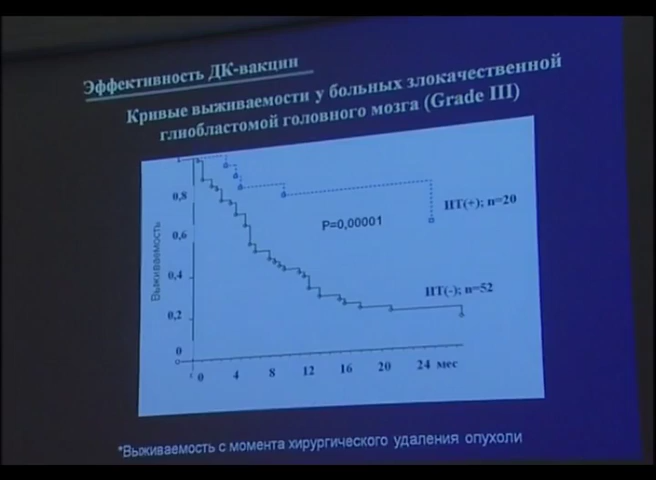 Эффективность ДК-вакцин
Кривые выживаемости у больных злокачественной
глиобластомой головного мозга (Grade III)
1
0,8
0,6
0,4
0,2
0
Выживаемость
P=0,00001
ИТ(+); n=20
ИТ(-); n=52
0 4 8 12 16 20 24 мес
*Выживаемость с момента хирургического удаления опухоли